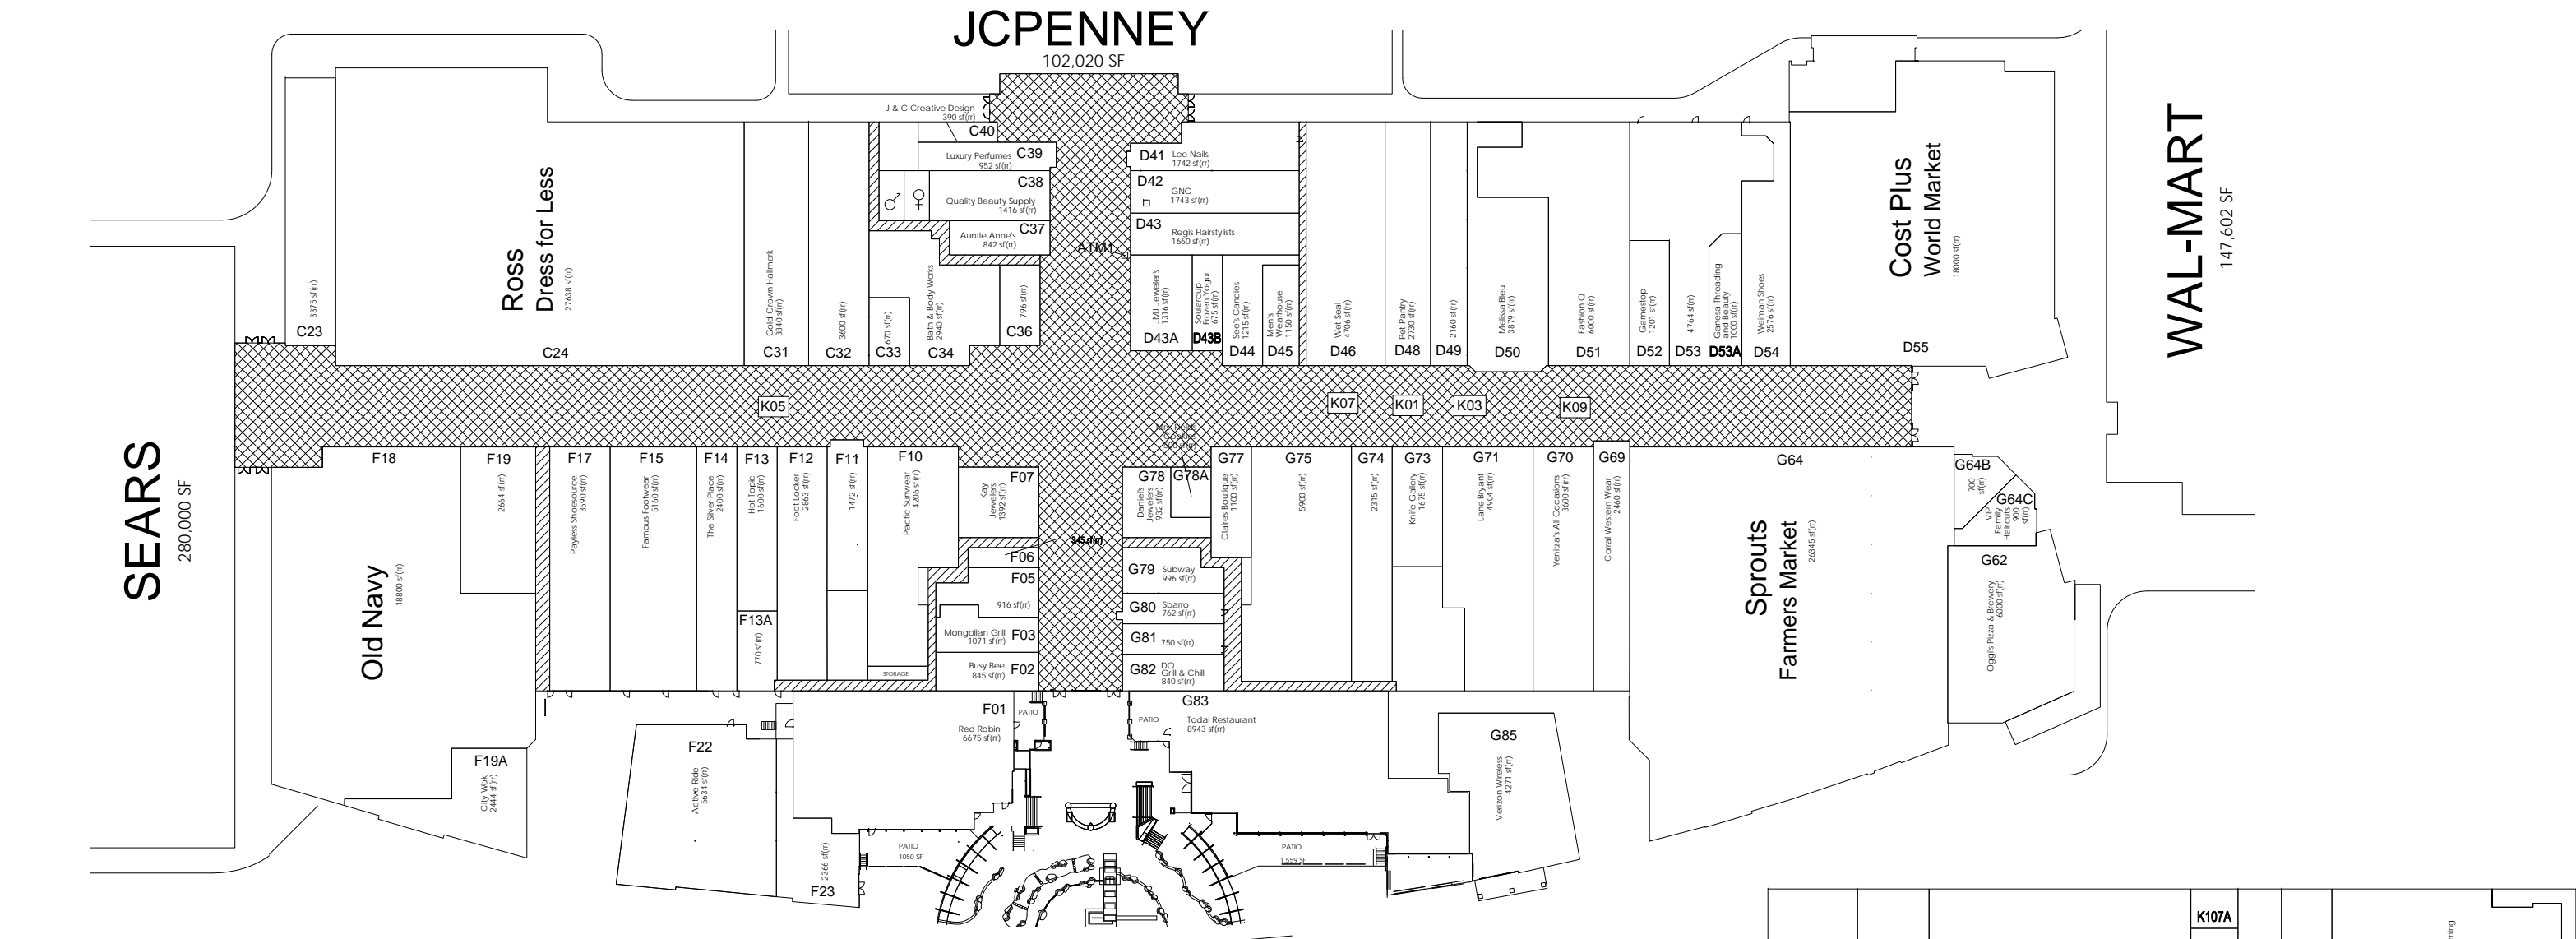 JCPENNEY
102,020 SF
SEARS
280,000 SF
WAL-MART
147,602 SF
3375 sf(rr)
C23
Ross
Dress for Less
27638 sf(rr)
C24
Gold Crown Hallmark
3840 sf(rr)
C31
3600 sf(rr)
C32
670 sf(rr)
C33
Bath & Body Works
2940 sf(rr)
C34
796 sf(rr)
C36
J & C Creative Design
390 sf(rr)
C40
Luxury Perfumes
952 sf(rr)
C39
C38
Quality Beauty Supply
1416 sf(rr)
C37
Auntie Anne's
842 sf(rr)
ATM1
D41
Lee Nails
1742 sf(rr)
D42
GNC
1743 sf(rr)
D43
Regis Hairstylists
1660 sf(rr)
JMJ Jeweler's
1316 sf(rr)
D43A
Frozen Yogurt
675 sf(rr)
D43B
See's Candies
1215 sf(rr)
D44
Men's
Wearhouse
1150 sf(rr)
D45
Wet Seal
4706 sf(rr)
D46
Pet Pantry
2730 sf(rr)
D48
2160 sf(rr)
D49
Melissa Bleu
3879 sf(rr)
D50
Fashion Q
6000 sf(rr)
D51
Gamestop
1201 sf(rr)
D52
4764 sf(rr)
D53
Ganesa Threading
and Beauty
1000 sf(rr)
D53A
Weiman Shoes
2576 sf(rr)
D54
Cost Plus
World Market
18000 sf(rr)
D55
K05
K07
K01
K03
K09
F18
Old Navy
18800 sf(rr)
F19
2664 sf(rr)
F17
Payless Shoesource
3590 sf(rr)
F15
Famous Footwear
5160 sf(rr)
F14
The Silver Place
2400 sf(rr)
F13
Hot Topic
1600 sf(rr)
F13A
770 sf(rr)
F12
Foot Locker
2863 sf(rr)
F11
1472 sf(rr)
F10
Pacific Sunwear
4206 sf(rr)
STORAGE
F07
Kay
Jewelers
1392 sf(rr)
F06
345 sf(rr)
F05
916 sf(rr)
F03
Mongolian Grill
1071 sf(rr)
F02
Busy Bee
845 sf(rr)
Mrs. Fields
Cookies
G78
Daniel's
Jewelers
932 sf(rr)
G78A
G77
Claires Boutique
1100 sf(rr)
G79
Subway
996 sf(rr)
G80
Sbarro
762 sf(rr)
G81
750 sf(rr)
G82
DQ
Grill & Chill
840 sf(rr)
G75
5900 sf(rr)
G74
2315 sf(rr)
G73
Knife Gallery
1675 sf(rr)
G71
Lane Bryant
4904 sf(rr)
G70
Yenitza's All Occasions
3600 sf(rr)
G69
Corral Western Wear
2460 sf(rr)
G64
Sprouts
Farmers Market
26345 sf(rr)
G64B
700
sf(rr)
G64C
VIP
Family
Haircuts
900
sf(rr)
G62
Oggi's Pizza & Brewery
6000 sf(rr)
F19A
City Wok
2444 sf(rr)
F22
Active Ride
5634 sf(rr)
2366 sf(rr)
F23
F01
Red Robin
6675 sf(rr)
PATIO
PATIO
1050 SF
G83
Todai Restaurant
8943 sf(rr)
PATIO
PATIO
1,559 SF
G85
Verizon Wireless
4271 sf(rr)
K107A